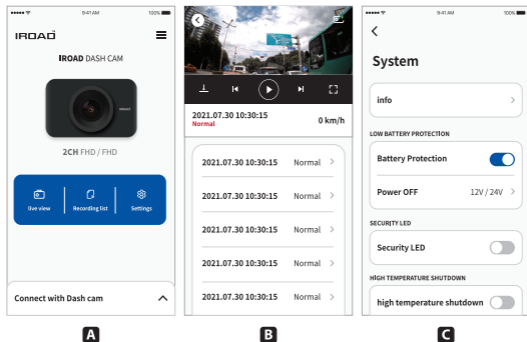 9:41 AM
100%
IROAD
IROAD DASH CAM
2CH FHD / FHD
live view
Recording list
Settings
Connect with Dash cam
A
2021.07.30 10:30:15
Normal
0 km/h
2021.07.30 10:30:15 Normal
2021.07.30 10:30:15 Normal
2021.07.30 10:30:15 Normal
2021.07.30 10:30:15 Normal
2021.07.30 10:30:15 Normal
B
9:41 AM
100%
System
info
LOW BATTERY PROTECTION
Battery Protection
Power OFF 12V / 24V
SECURITY LED
Security LED
HIGH TEMPERATURE SHUTDOWN
high temperature shutdown
C